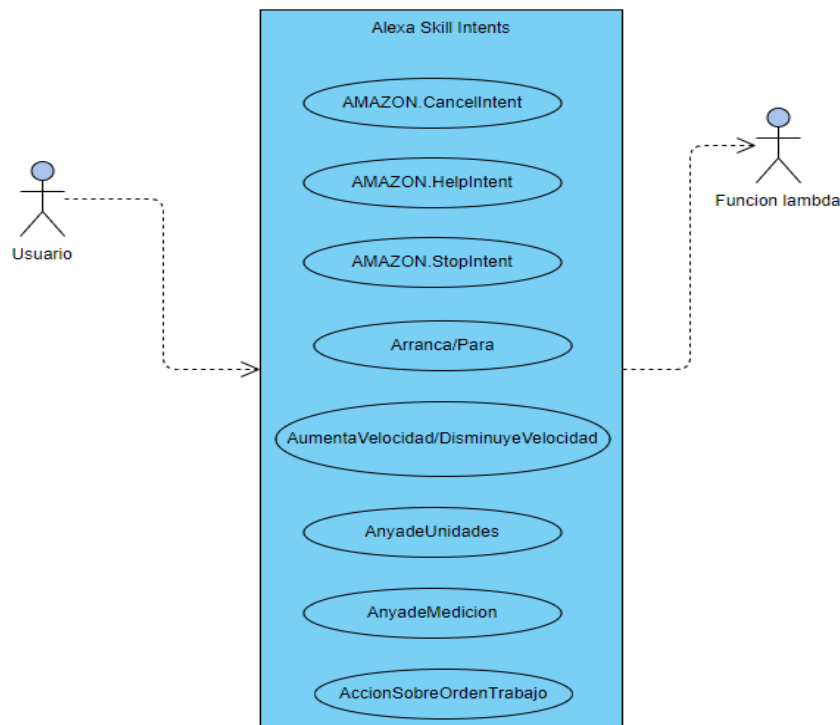 Alexa Skill Intents
AMAZON.CancelIntent
AMAZON.HelpIntent
AMAZON.StopIntent
Arranca/Para
AumentaVelocidad/DisminuyeVelocidad
AnyadeUnidades
AnyadeMedicion
AccionSobreOrdenTrabajo
Usuario
Funcion lambda